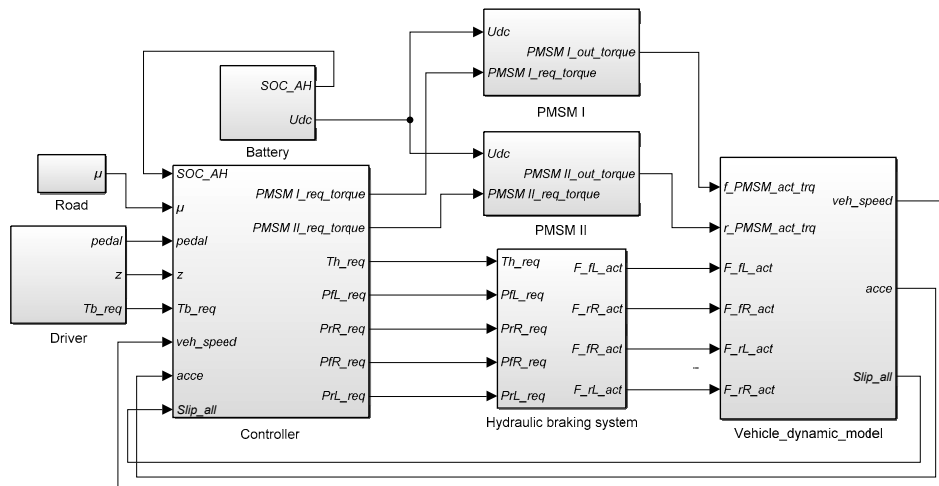 SOC_AH
Udc
Battery
Udc
PMSM I_out_torque
PMSM I_req_torque
PMSM I
Udc
PMSM II_out_torque
PMSM II_req_torque
PMSM II
μ
Road
pedal
z
Tb_req
Driver
SOC_AH
μ
pedal
z
Tb_req
veh_speed
acce
Slip_all
PMSM I_req_torque
PMSM II_req_torque
Th_req
PfL_req
PrR_req
PfR_req
PrL_req
Controller
Th_req
PfL_req
PrR_req
PfR_req
PrL_req
F_fL_act
F_rR_act
F_fR_act
F_rL_act
Hydraulic braking system
f_PMSM_act_trq
r_PMSM_act_trq
F_fL_act
F_fR_act
F_rL_act
F_rR_act
veh_speed
acce
Slip_all
Vehicle_dynamic_model